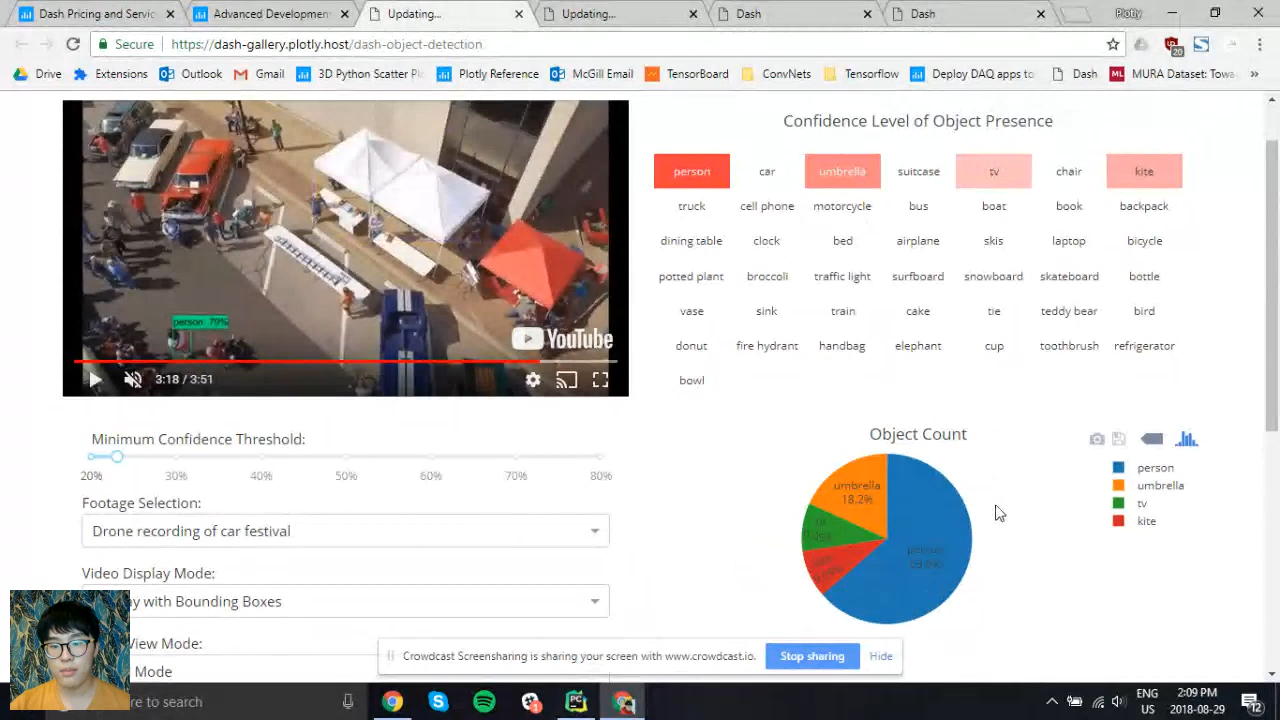 Dash Pricing and Servic
Advanced Development
Updating...
Updating...
Dash
Dash
Plotly
Secure
https://dash-gallery.plotly.host/dash-object-detection
20
Drive
Extensions
Outlook
Gmail
3D Python Scatter Pl
Plotly Reference
McGill Email
TensorBoard
ConvNets
Tensorflow
Deploy DAQ apps to
Dash
MURA Dataset: Towa
person: 79%
YouTube
3:18 / 3:51
Confidence Level of Object Presence
person car umbrella suitcase tv chair kite
truck cell phone motorcycle bus boat book backpack
dining table clock bed airplane skis laptop bicycle
potted plant broccoli traffic light surfboard snowboard skateboard bottle
vase sink train cake tie teddy bear bird
donut fire hydrant handbag elephant cup toothbrush refrigerator
bowl
Minimum Confidence Threshold:
20% 30% 40% 50% 60% 70% 80%
Footage Selection:
Drone recording of car festival
Video Display Mode:
ay with Bounding Boxes
View Mode:
Mode
Object Count
umbrella
18.2%
person
person
umbrella
tv
kite
Crowdcast Screensharing is sharing your screen with www.crowdcast.io.
Stop sharing
Hide
re to search
ENG
US
2:09 PM
2018-08-29
12